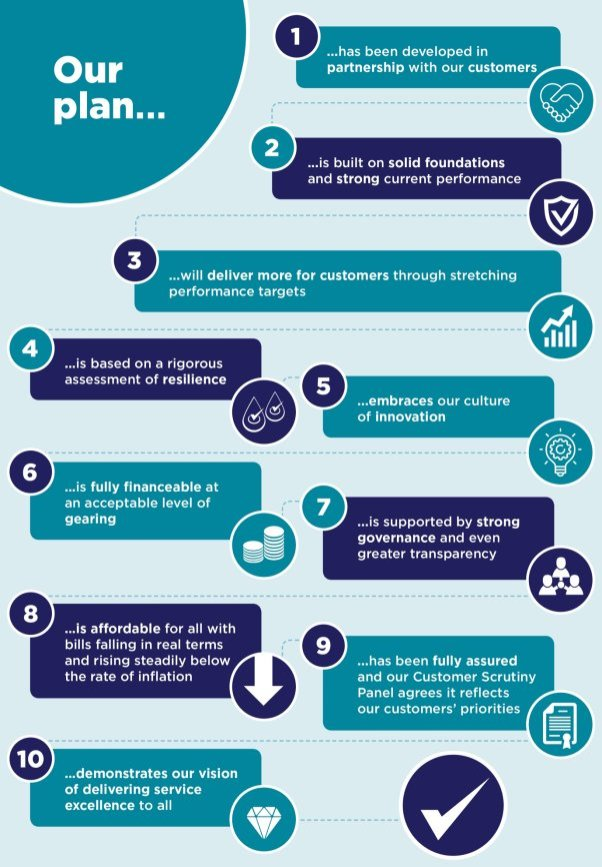 Our
plan...
1
...has been developed in
partnership with our customers
2
...is built on solid foundations
and strong current performance
3
...will deliver more for customers through stretching
performance targets
4
...is based on a rigorous
assessment of resilience
5
...embraces our culture
of innovation
6
...is fully financeable at
an acceptable level of
gearing
7
...is supported by strong
governance and even
greater transparency
8
...is affordable for all with
bills falling in real terms
and rising steadily below
the rate of inflation
9
...has been fully assured
and our Customer Scrutiny
Panel agrees it reflects
our customers’ priorities
10
...demonstrates our vision
of delivering service
excellence to all